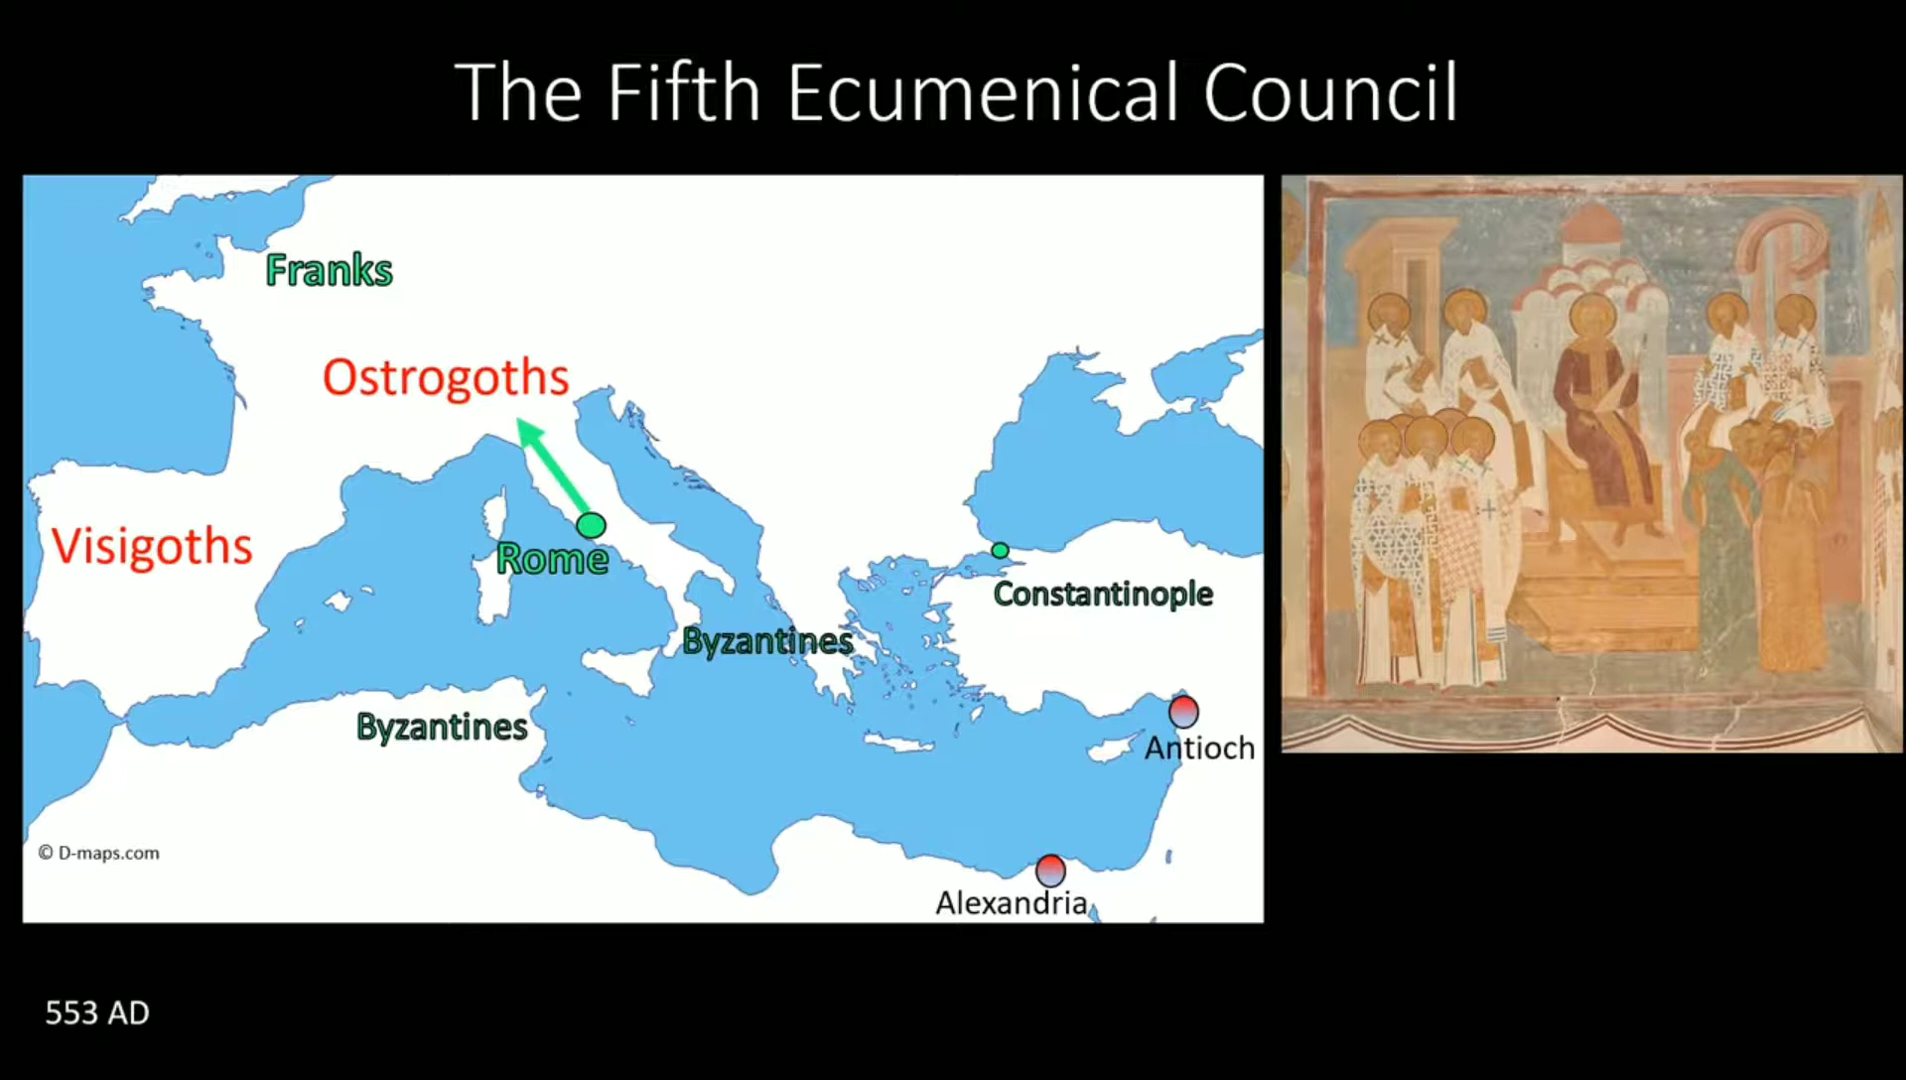 The Fifth Ecumenical Council
Franks
Ostrogoths
Visigoths
Rome
Constantinople
Byzantines
Byzantines
Antioch
© D-maps.com
Alexandria
553 AD